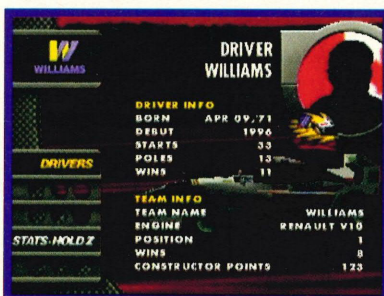 WILLIAMS
DRIVER
WILLIAMS
DRIVER INFO
BORN APR 09,71
DEBUT 1996
STARTS 33
POLES 13
WINS 11
DRIVERS
TEAM INFO
TEAM NAME WILLIAMS
ENGINE RENAULT V10
POSITION 1
STATS-HOLD Z
WINS 8
CONSTRUCTOR POINTS 123